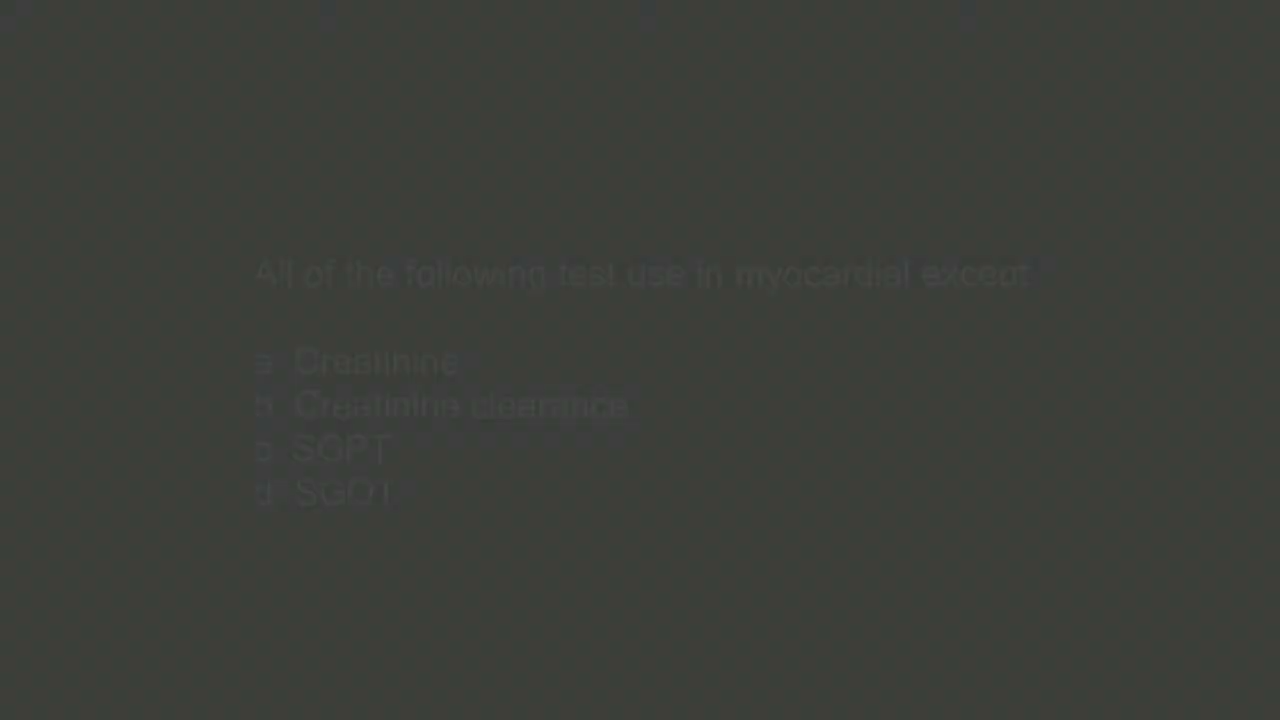 All of the following test use in myocardial except
a Creatinine
b Creatinine clearance
c SGPT
d SGOT